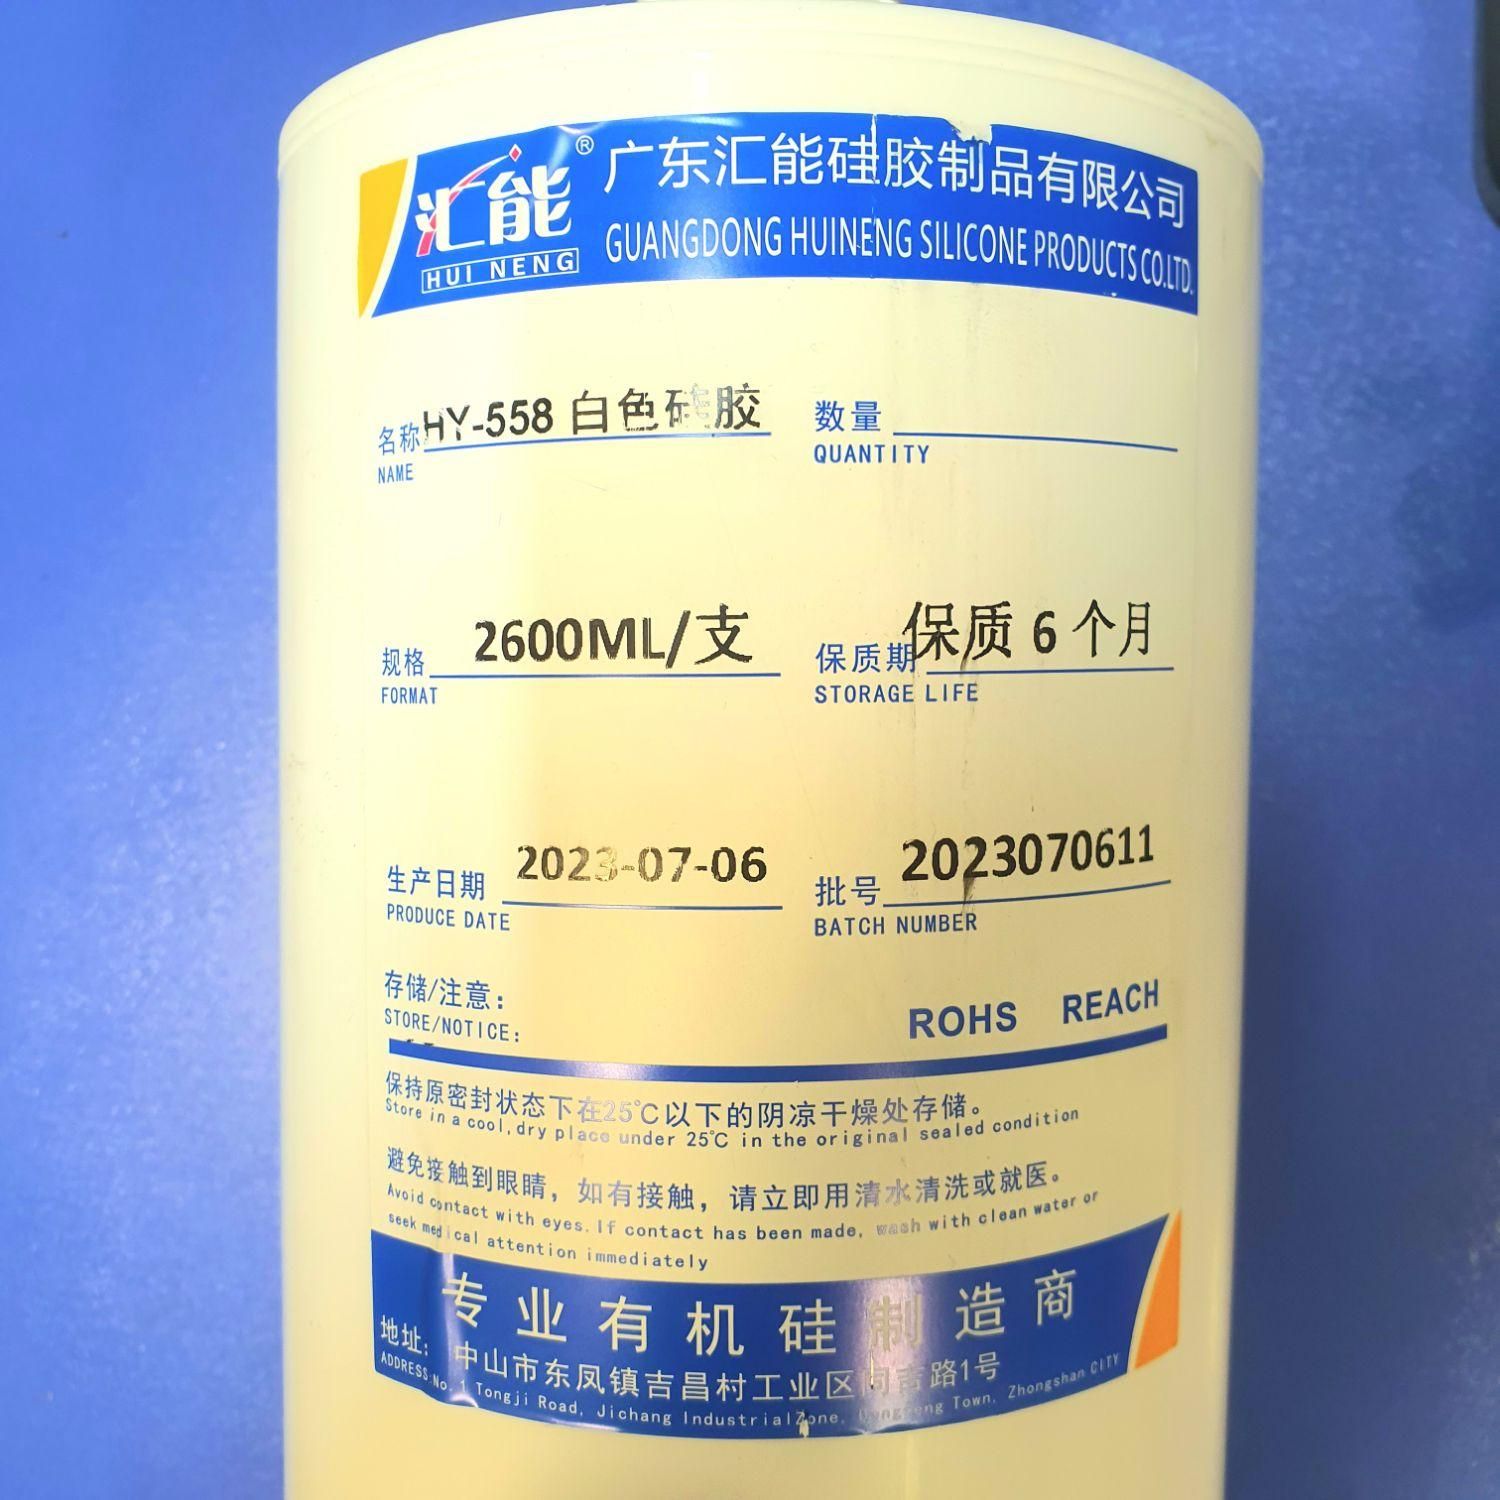 汇能®
HUI NENG
广东汇能硅胶制品有限公司
GUANGDONG HUINENG SILICONE PRODUCTS CO.LTD.
名称 HY-558 白色硅胶
NAME
数量
QUANTITY
规格 2600ML/支
FORMAT
保质期 保质 6 个月
STORAGE LIFE
生产日期 2023-07-06
PRODUCE DATE
批号 2023070611
BATCH NUMBER
存储/注意：
STORE/NOTICE:
ROHS REACH
保持原密封状态下在25℃以下的阴凉干燥处存储。
Store in a cool,dry place under 25℃ in the original sealed condition
避免接触到眼睛，如有接触，请立即用清水清洗或就医。
Avoid contact with eyes. If contact has been made, wash with clean water or
seek medical attention immediately
专业有机硅制造商
地址：中山市东凤镇吉昌村工业区同吉路1号
ADDRESS:No. 1 Tongji Road, Jichang IndustrialZone, Dongfeng Town, Zhongshan CITY